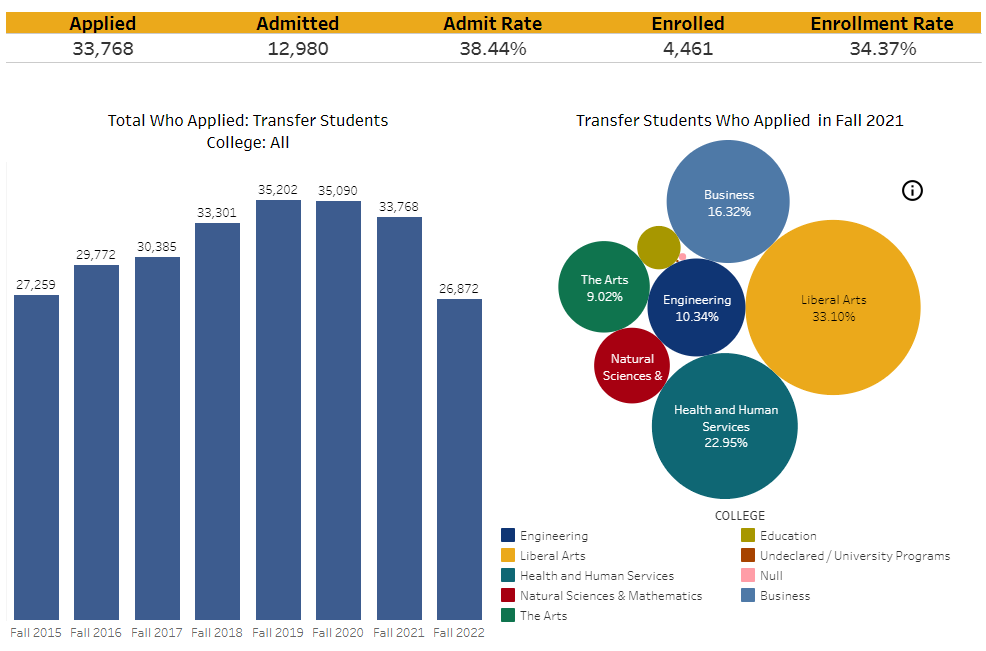 Applied Admitted Admit Rate Enrolled Enrollment Rate
33,768 12,980 38.44% 4,461 34.37%
Total Who Applied: Transfer Students
College: All
27,259
29,772
30,385
33,301
35,202
35,090
33,768
26,872
Fall 2015 Fall 2016 Fall 2017 Fall 2018 Fall 2019 Fall 2020 Fall 2021 Fall 2022
Transfer Students Who Applied in Fall 2021
Business
16.32%
The Arts
9.02%
Engineering
10.34%
Liberal Arts
33.10%
Natural
Sciences &
Health and Human
Services
22.95%
COLLEGE
Engineering
Liberal Arts
Health and Human Services
Natural Sciences & Mathematics
The Arts
Education
Undeclared / University Programs
Null
Business